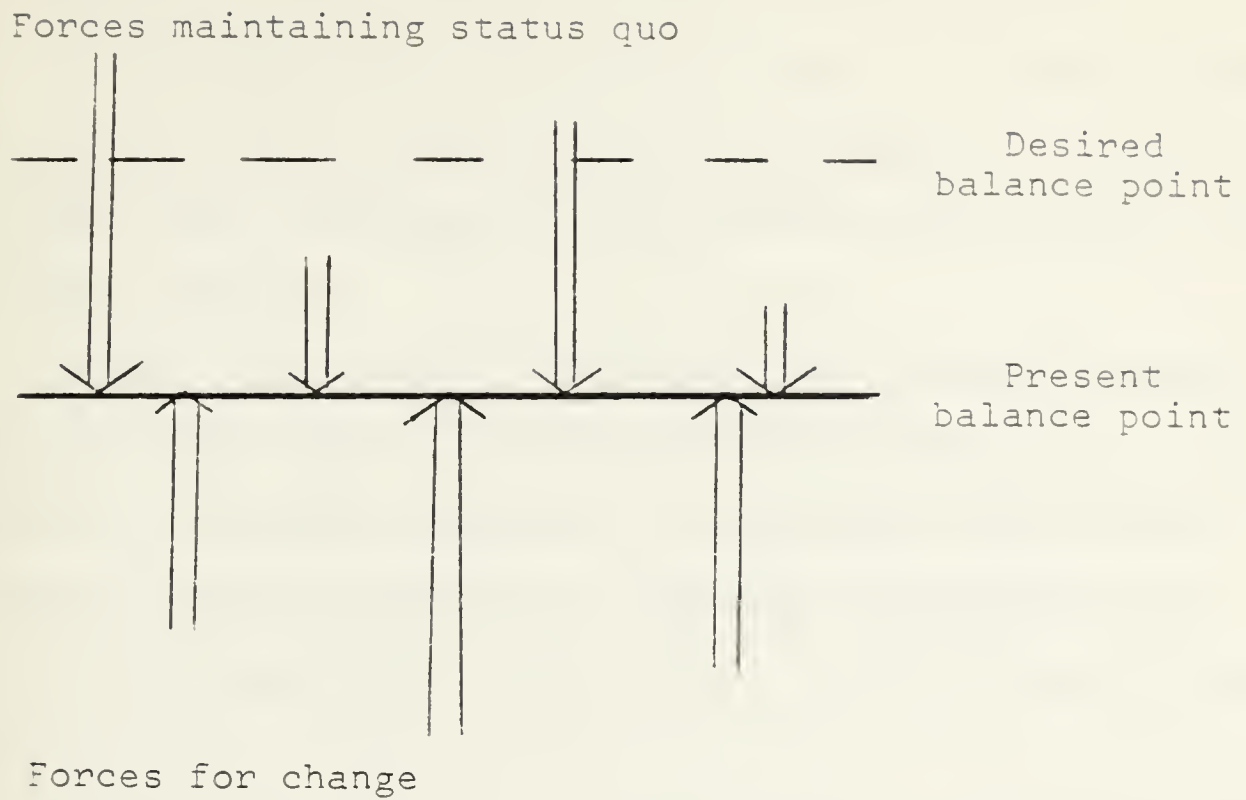 Forces maintaining status quo
Desired
balance point
Present
balance point
Forces for change